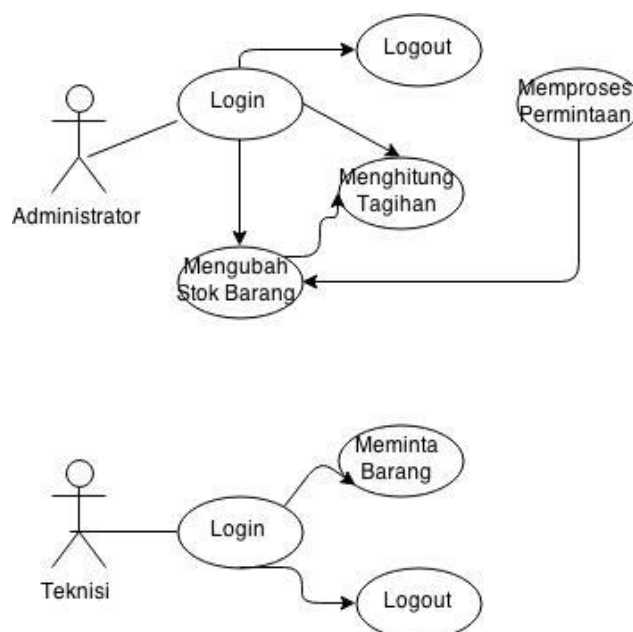 Logout
Login
Memproses
Permintaan
Menghitung
Tagihan
Administrator
Mengubah
Stok Barang
Meminta
Barang
Login
Teknisi
Logout